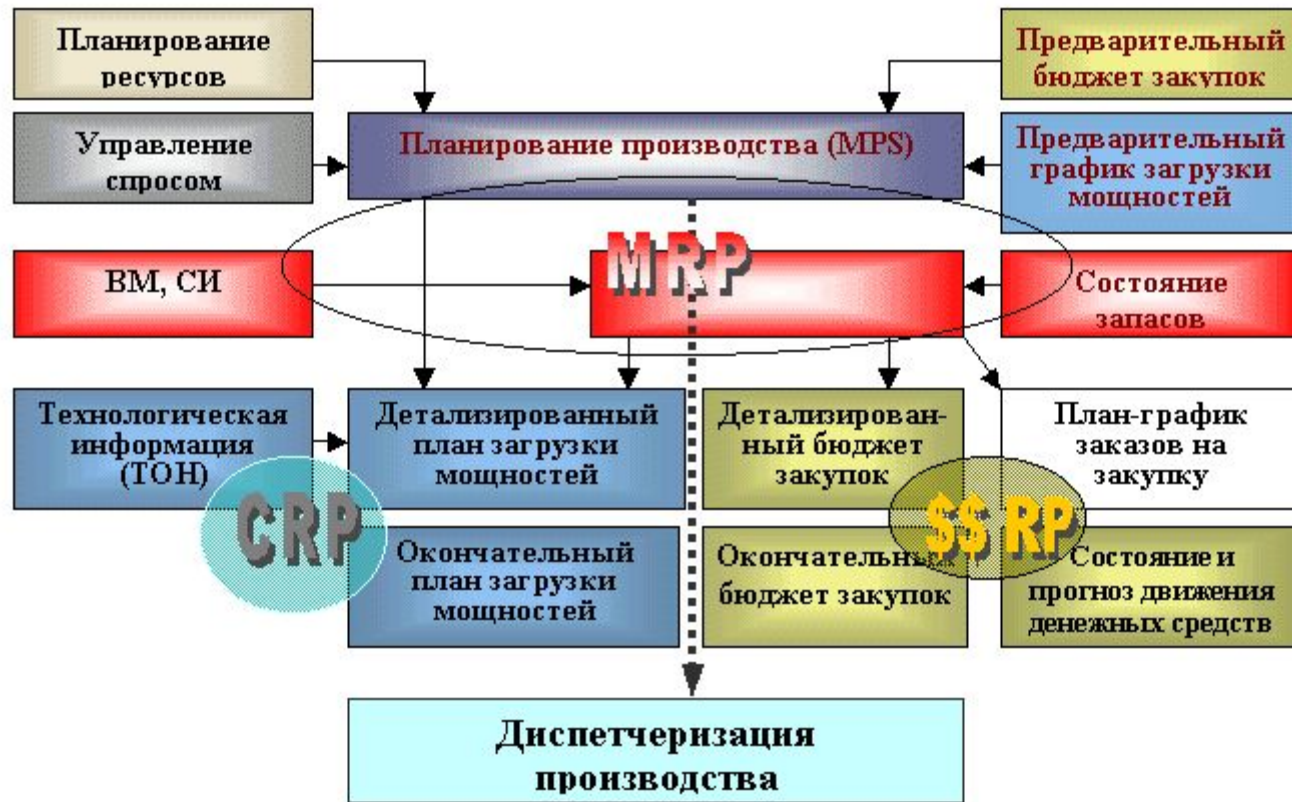 Планирование
ресурсов
Предварительный
бюджет закупок
Управление
спросом
Планирование производства (MPS)
Предварительный
график загрузки
мощностей
ВМ, СИ
MRP
Состояние
запасов
Технологическая
информация
(ТОН)
Детализированный
план загрузки
мощностей
Детализирован-
ный бюджет
закупок
План-график
заказов на
закупку
CRP
$$ RP
Окончательный
план загрузки
мощностей
Окончательный
бюджет закупок
Состояние и
прогноз движения
денежных средств
Диспетчеризация
производства